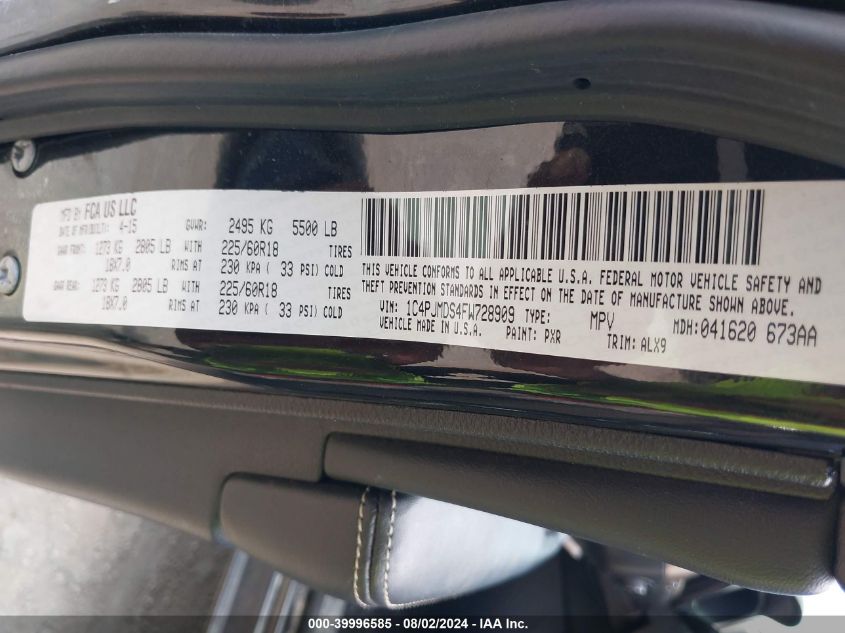 MFD BY FCA US LLC
DATE OF MFR/BUILT: 4-15 GVWR: 2495 KG 5500 LB
GAWR FRONT: 1273 KG 2805 LB WITH 225/60R18 TIRES
18X7.0 RIMS AT 230 KPA ( 33 PSI) COLD
GAWR REAR: 1273 KG 2805 LB WITH 225/60R18 TIRES
18X7.0 RIMS AT 230 KPA ( 33 PSI) COLD
THIS VEHICLE CONFORMS TO ALL APPLICABLE U.S.A. FEDERAL MOTOR VEHICLE SAFETY AND
THEFT PREVENTION STANDARDS IN EFFECT ON THE DATE OF MANUFACTURE SHOWN ABOVE.
VIN: 1C4PJMDS4FW728909 TYPE: MPV MDH:041620 673AA
VEHICLE MADE IN U.S.A. PAINT: PXR TRIM: ALX9
000-39996585 - 08/02/2024 - IAA Inc.